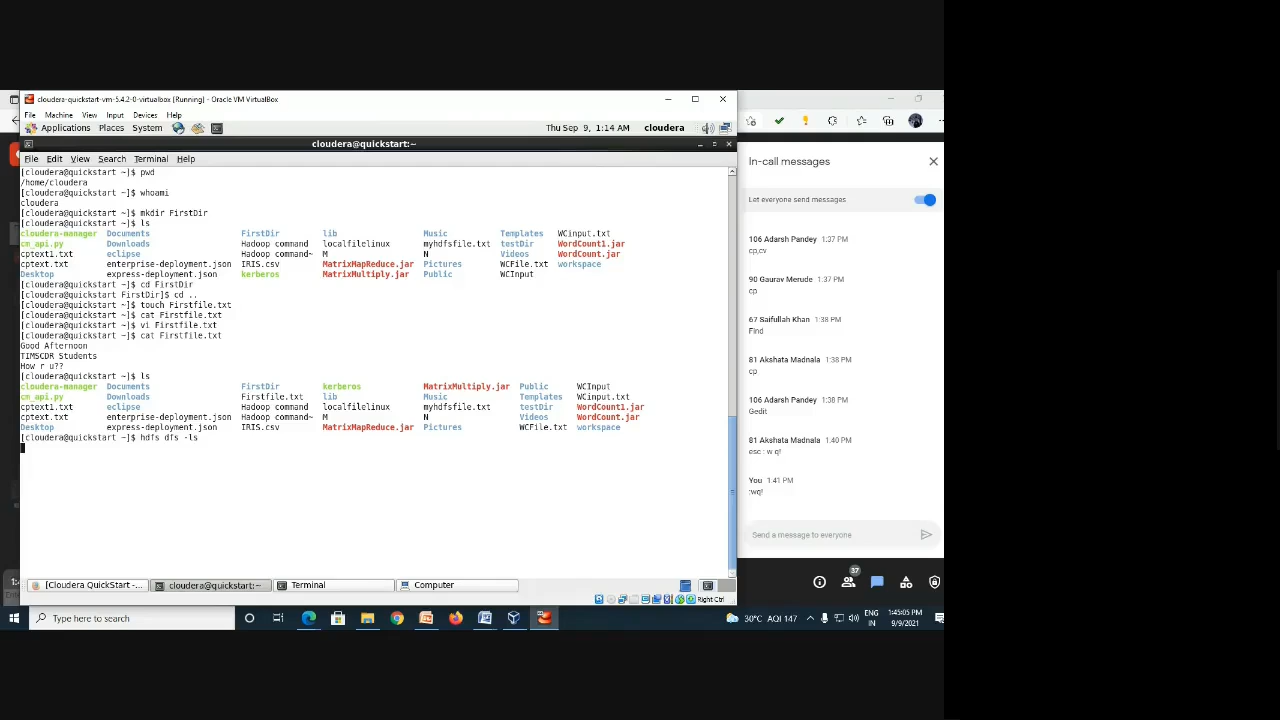 cloudera-quickstart-vm-5.4.2-0-virtualbox [Running] - Oracle VM VirtualBox
File Machine View Input Devices Help
Applications Places System Thu Sep 9, 1:14 AM cloudera
cloudera@quickstart:~
File Edit View Search Terminal Help
[cloudera@quickstart ~]$ pwd
/home/cloudera
[cloudera@quickstart ~]$ whoami
cloudera
[cloudera@quickstart ~]$ mkdir FirstDir
[cloudera@quickstart ~]$ ls
cloudera-manager Documents FirstDir lib Music Templates WCinput.txt
cm_api.py Downloads Hadoop command localfilelinux myhdfsfile.txt testDir WordCount1.jar
cptext1.txt eclipse Hadoop command~ M N Videos WordCount.jar
cptext.txt enterprise-deployment.json IRIS.csv MatrixMapReduce.jar Pictures WCFile.txt workspace
Desktop express-deployment.json kerberos MatrixMultiply.jar Public WCInput
[cloudera@quickstart ~]$ cd FirstDir
[cloudera@quickstart FirstDir]$ cd ..
[cloudera@quickstart ~]$ touch Firstfile.txt
[cloudera@quickstart ~]$ cat Firstfile.txt
[cloudera@quickstart ~]$ vi Firstfile.txt
[cloudera@quickstart ~]$ cat Firstfile.txt
Good Afternoon
TIMSCDR Students
How r u??
[cloudera@quickstart ~]$ ls
cloudera-manager Documents FirstDir kerberos MatrixMultiply.jar Public WCInput
cm_api.py Downloads Firstfile.txt lib Music Templates WCinput.txt
cptext1.txt eclipse Hadoop command localfilelinux myhdfsfile.txt testDir WordCount1.jar
cptext.txt enterprise-deployment.json Hadoop command~ M N Videos WordCount.jar
Desktop express-deployment.json IRIS.csv MatrixMapReduce.jar Pictures WCFile.txt workspace
[cloudera@quickstart ~]$ hdfs dfs -ls
[Cloudera QuickStart -... cloudera@quickstart:~ Terminal Computer
Right Ctrl
In-call messages
Let everyone send messages
106 Adarsh Pandey 1:37 PM
cp,cv
90 Gaurav Merude 1:37 PM
cp
67 Saifullah Khan 1:38 PM
Find
81 Akshata Madnala 1:38 PM
cp
106 Adarsh Pandey 1:38 PM
Gedit
81 Akshata Madnala 1:40 PM
esc : w q!
You 1:41 PM
:wq!
Send a message to everyone
37
Type here to search
30°C AQI 147
ENG
IN
1:45:05 PM
9/9/2021